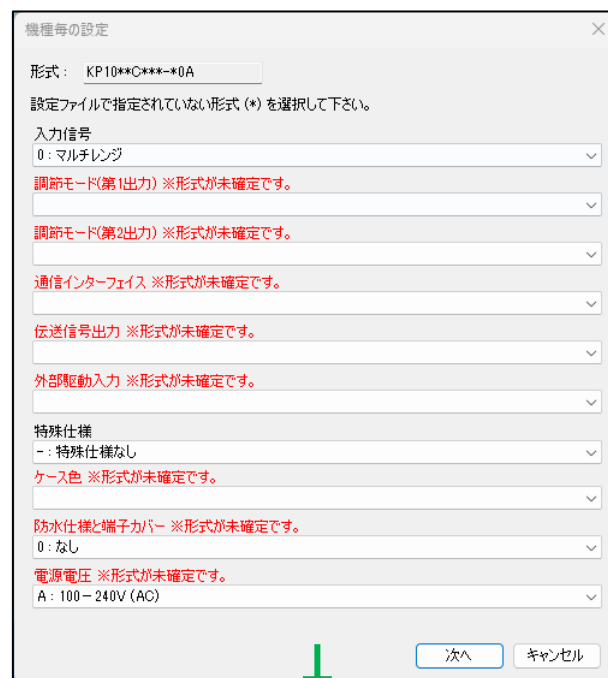 機種毎の設定
形式： KP10**C***-*0A
設定ファイルで指定されていない形式(*)を選択して下さい。
入力信号
0：マルチレンジ
調節モード(第1出力) ※形式が未確定です。
調節モード(第2出力) ※形式が未確定です。
通信インターフェイス ※形式が未確定です。
伝送信号出力 ※形式が未確定です。
外部駆動入力 ※形式が未確定です。
特殊仕様
-：特殊仕様なし
ケース色 ※形式が未確定です。
防水仕様と端子カバー ※形式が未確定です。
0：なし
電源電圧 ※形式が未確定です。
A：100－240V(AC)
次へ キャンセル